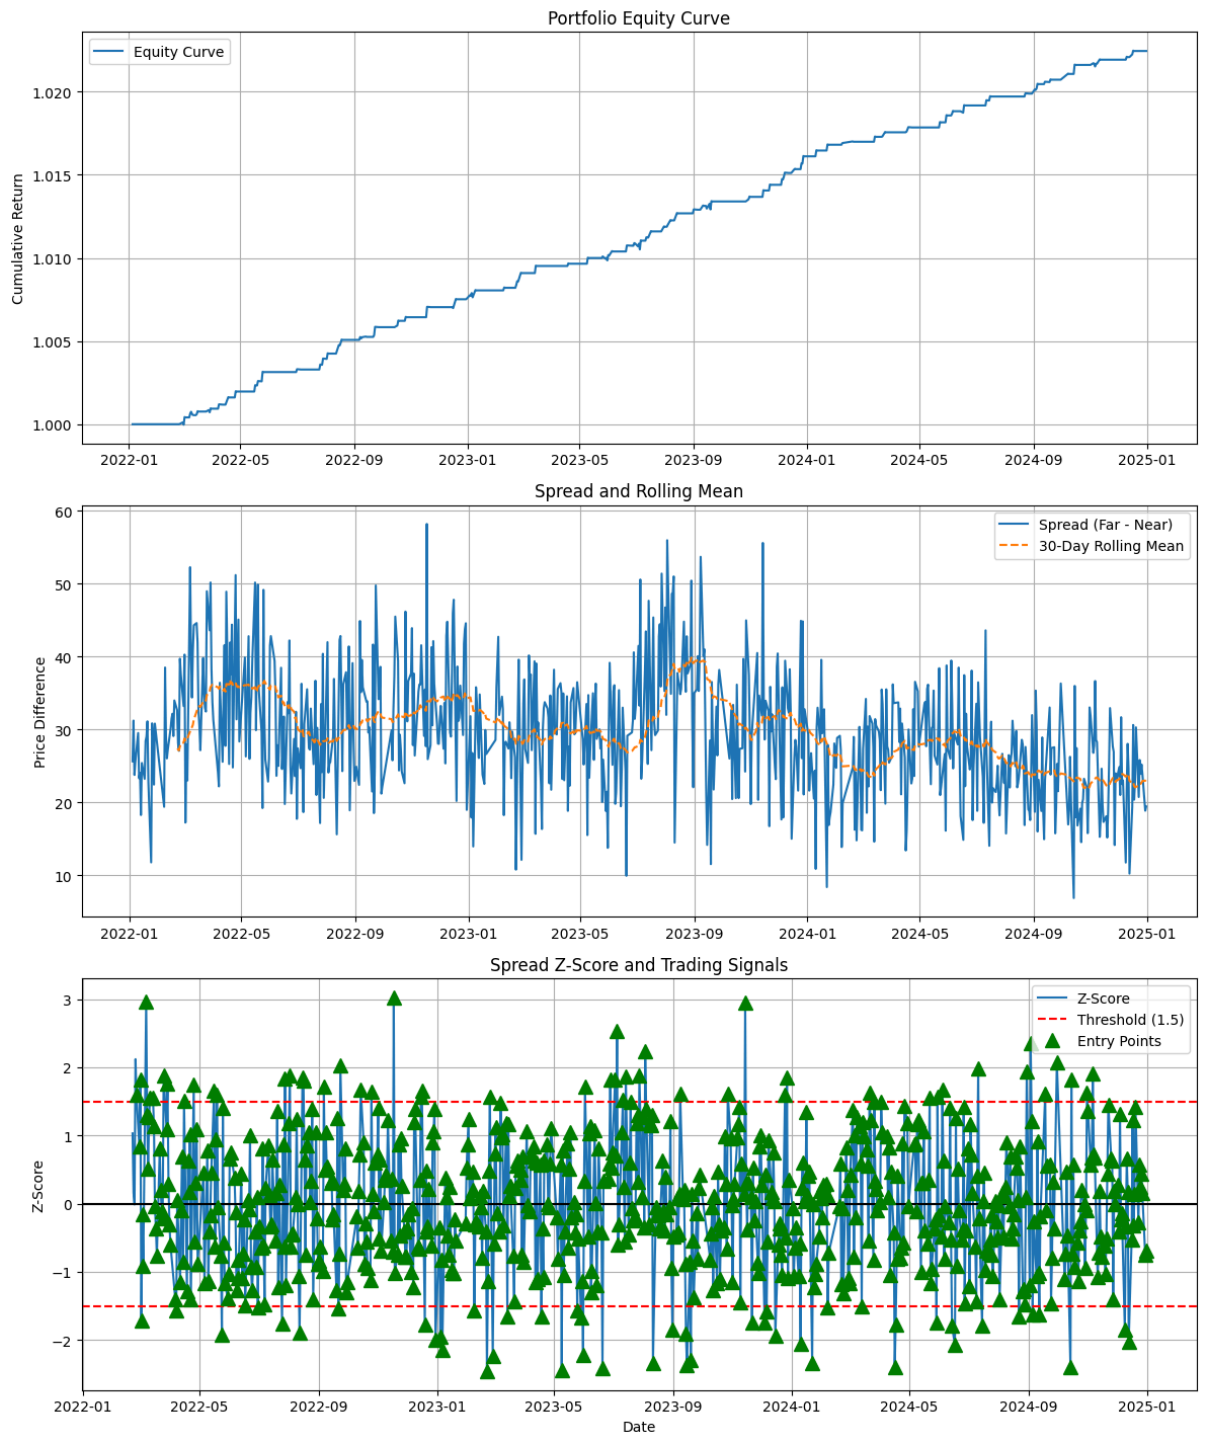 Portfolio Equity Curve
Equity Curve
Cumulative Return
1.020
1.015
1.010
1.005
1.000
2022-01 2022-05 2022-09 2023-01 2023-05 2023-09 2024-01 2024-05 2024-09 2025-01
Spread and Rolling Mean
Spread (Far - Near)
30-Day Rolling Mean
Price Difference
60
50
40
30
20
10
2022-01 2022-05 2022-09 2023-01 2023-05 2023-09 2024-01 2024-05 2024-09 2025-01
Spread Z-Score and Trading Signals
Z-Score
Threshold (1.5)
Entry Points
Z-Score
3
2
1
0
−1
−2
2022-01 2022-05 2022-09 2023-01 2023-05 2023-09 2024-01 2024-05 2024-09 2025-01
Date